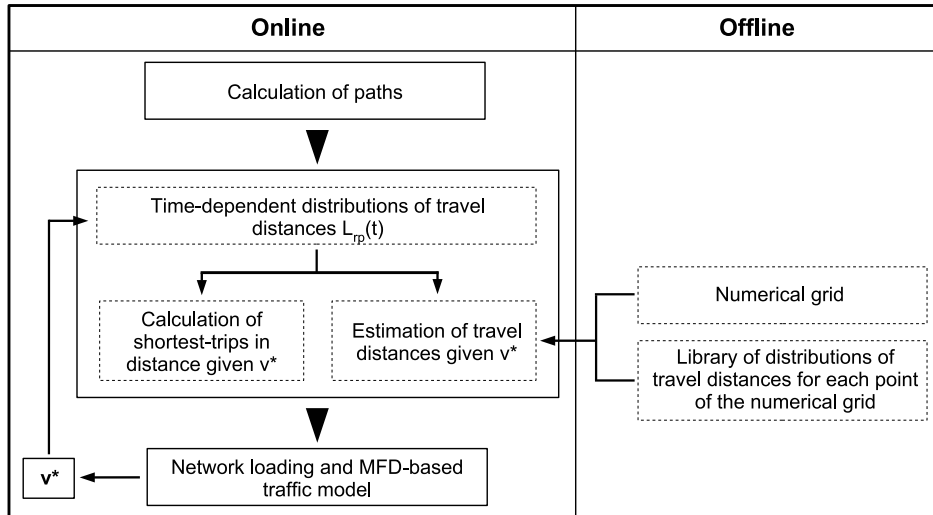 Online
Offline
Calculation of paths
Time-dependent distributions of travel
distances L_rp(t)
Calculation of
shortest-trips in
distance given v*
Estimation of travel
distances given v*
Numerical grid
Library of distributions of
travel distances for each point
of the numerical grid
Network loading and MFD-based
traffic model
v*